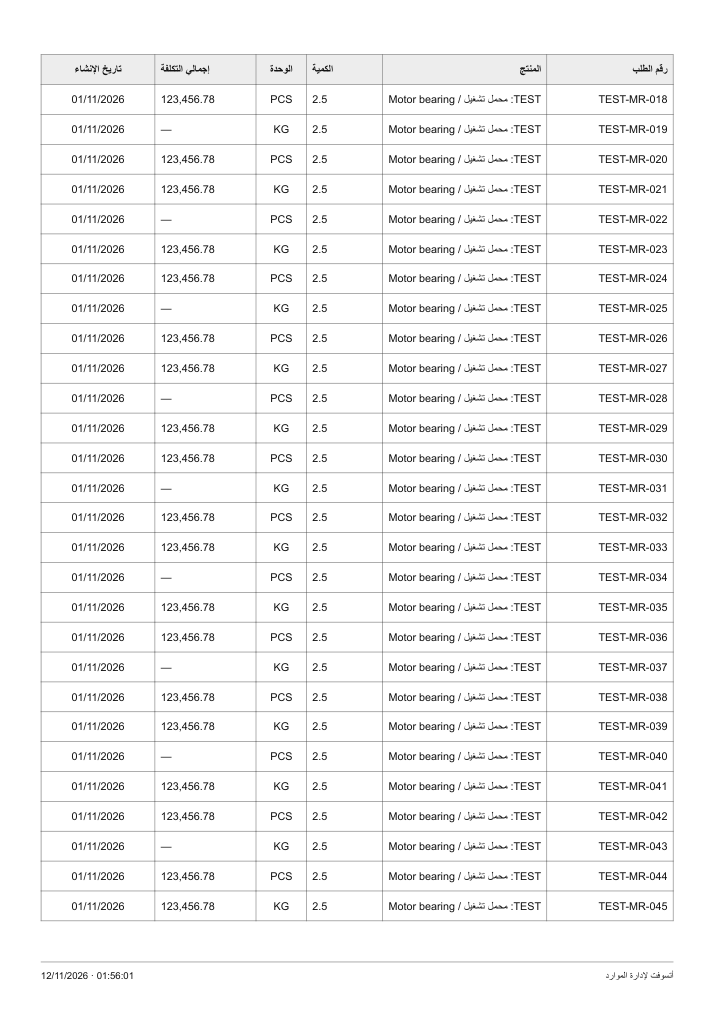 رقم الطلب المنتج الكمية الوحدة إجمالي التكلفة تاريخ الإنشاء
TEST-MR-018 TEST: محمل تشغيل / Motor bearing 2.5 PCS 123,456.78 01/11/2026
TEST-MR-019 TEST: محمل تشغيل / Motor bearing 2.5 KG — 01/11/2026
TEST-MR-020 TEST: محمل تشغيل / Motor bearing 2.5 PCS 123,456.78 01/11/2026
TEST-MR-021 TEST: محمل تشغيل / Motor bearing 2.5 KG 123,456.78 01/11/2026
TEST-MR-022 TEST: محمل تشغيل / Motor bearing 2.5 PCS — 01/11/2026
TEST-MR-023 TEST: محمل تشغيل / Motor bearing 2.5 KG 123,456.78 01/11/2026
TEST-MR-024 TEST: محمل تشغيل / Motor bearing 2.5 PCS 123,456.78 01/11/2026
TEST-MR-025 TEST: محمل تشغيل / Motor bearing 2.5 KG — 01/11/2026
TEST-MR-026 TEST: محمل تشغيل / Motor bearing 2.5 PCS 123,456.78 01/11/2026
TEST-MR-027 TEST: محمل تشغيل / Motor bearing 2.5 KG 123,456.78 01/11/2026
TEST-MR-028 TEST: محمل تشغيل / Motor bearing 2.5 PCS — 01/11/2026
TEST-MR-029 TEST: محمل تشغيل / Motor bearing 2.5 KG 123,456.78 01/11/2026
TEST-MR-030 TEST: محمل تشغيل / Motor bearing 2.5 PCS 123,456.78 01/11/2026
TEST-MR-031 TEST: محمل تشغيل / Motor bearing 2.5 KG — 01/11/2026
TEST-MR-032 TEST: محمل تشغيل / Motor bearing 2.5 PCS 123,456.78 01/11/2026
TEST-MR-033 TEST: محمل تشغيل / Motor bearing 2.5 KG 123,456.78 01/11/2026
TEST-MR-034 TEST: محمل تشغيل / Motor bearing 2.5 PCS — 01/11/2026
TEST-MR-035 TEST: محمل تشغيل / Motor bearing 2.5 KG 123,456.78 01/11/2026
TEST-MR-036 TEST: محمل تشغيل / Motor bearing 2.5 PCS 123,456.78 01/11/2026
TEST-MR-037 TEST: محمل تشغيل / Motor bearing 2.5 KG — 01/11/2026
TEST-MR-038 TEST: محمل تشغيل / Motor bearing 2.5 PCS 123,456.78 01/11/2026
TEST-MR-039 TEST: محمل تشغيل / Motor bearing 2.5 KG 123,456.78 01/11/2026
TEST-MR-040 TEST: محمل تشغيل / Motor bearing 2.5 PCS — 01/11/2026
TEST-MR-041 TEST: محمل تشغيل / Motor bearing 2.5 KG 123,456.78 01/11/2026
TEST-MR-042 TEST: محمل تشغيل / Motor bearing 2.5 PCS 123,456.78 01/11/2026
TEST-MR-043 TEST: محمل تشغيل / Motor bearing 2.5 KG — 01/11/2026
TEST-MR-044 TEST: محمل تشغيل / Motor bearing 2.5 PCS 123,456.78 01/11/2026
TEST-MR-045 TEST: محمل تشغيل / Motor bearing 2.5 KG 123,456.78 01/11/2026
أتسوفت لإدارة الموارد 12/11/2026 · 01:56:01